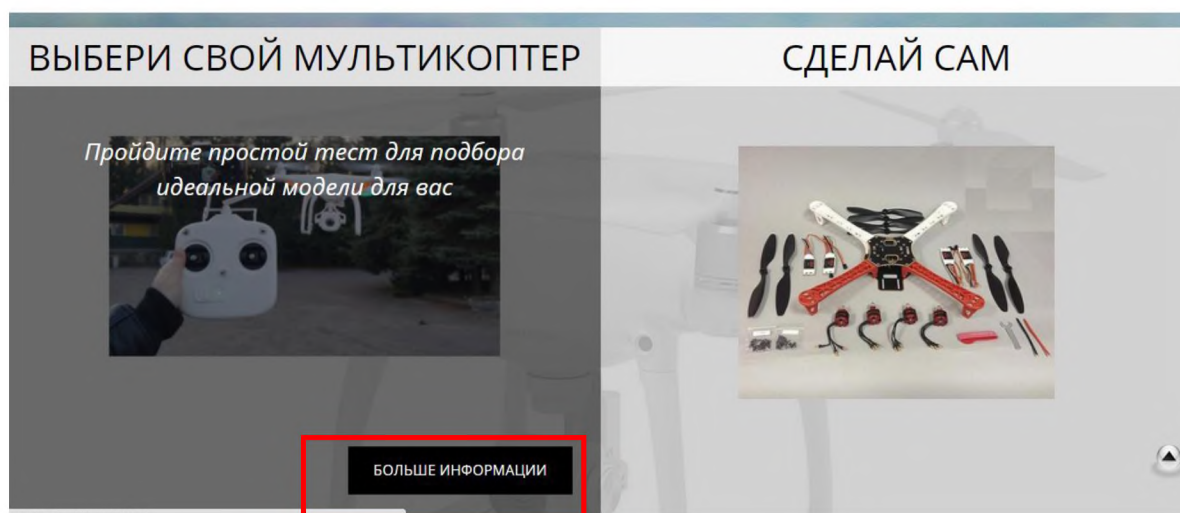 ВЫБЕРИ СВОЙ МУЛЬТИКОПТЕР
СДЕЛАЙ САМ
Пройдите простой тест для подбора
идеальной модели для вас
БОЛЬШЕ ИНФОРМАЦИИ